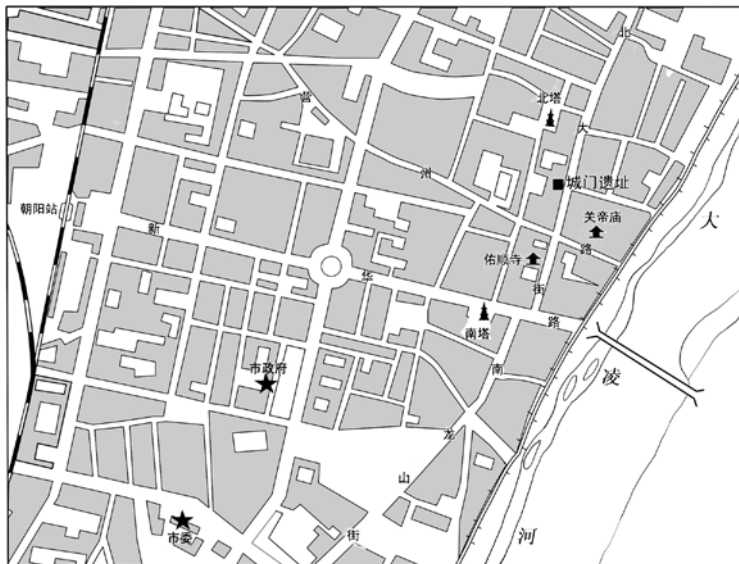 北
营
北塔
大
州
城门遗址
朝阳站
新
关帝庙
大
路
佑顺寺
华
街
南塔
路
市政府
南
凌
龙
山
市委
街
河